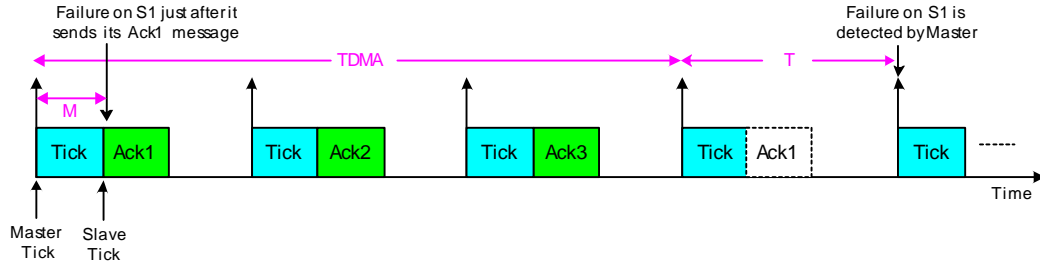 Failure on S1 just after it
sends its Ack1 message
Failure on S1 is
detected by Master
TDMA
T
M
Tick Ack1 Tick Ack2 Tick Ack3 Tick Ack1 Tick
Time
Master
Tick
Slave
Tick